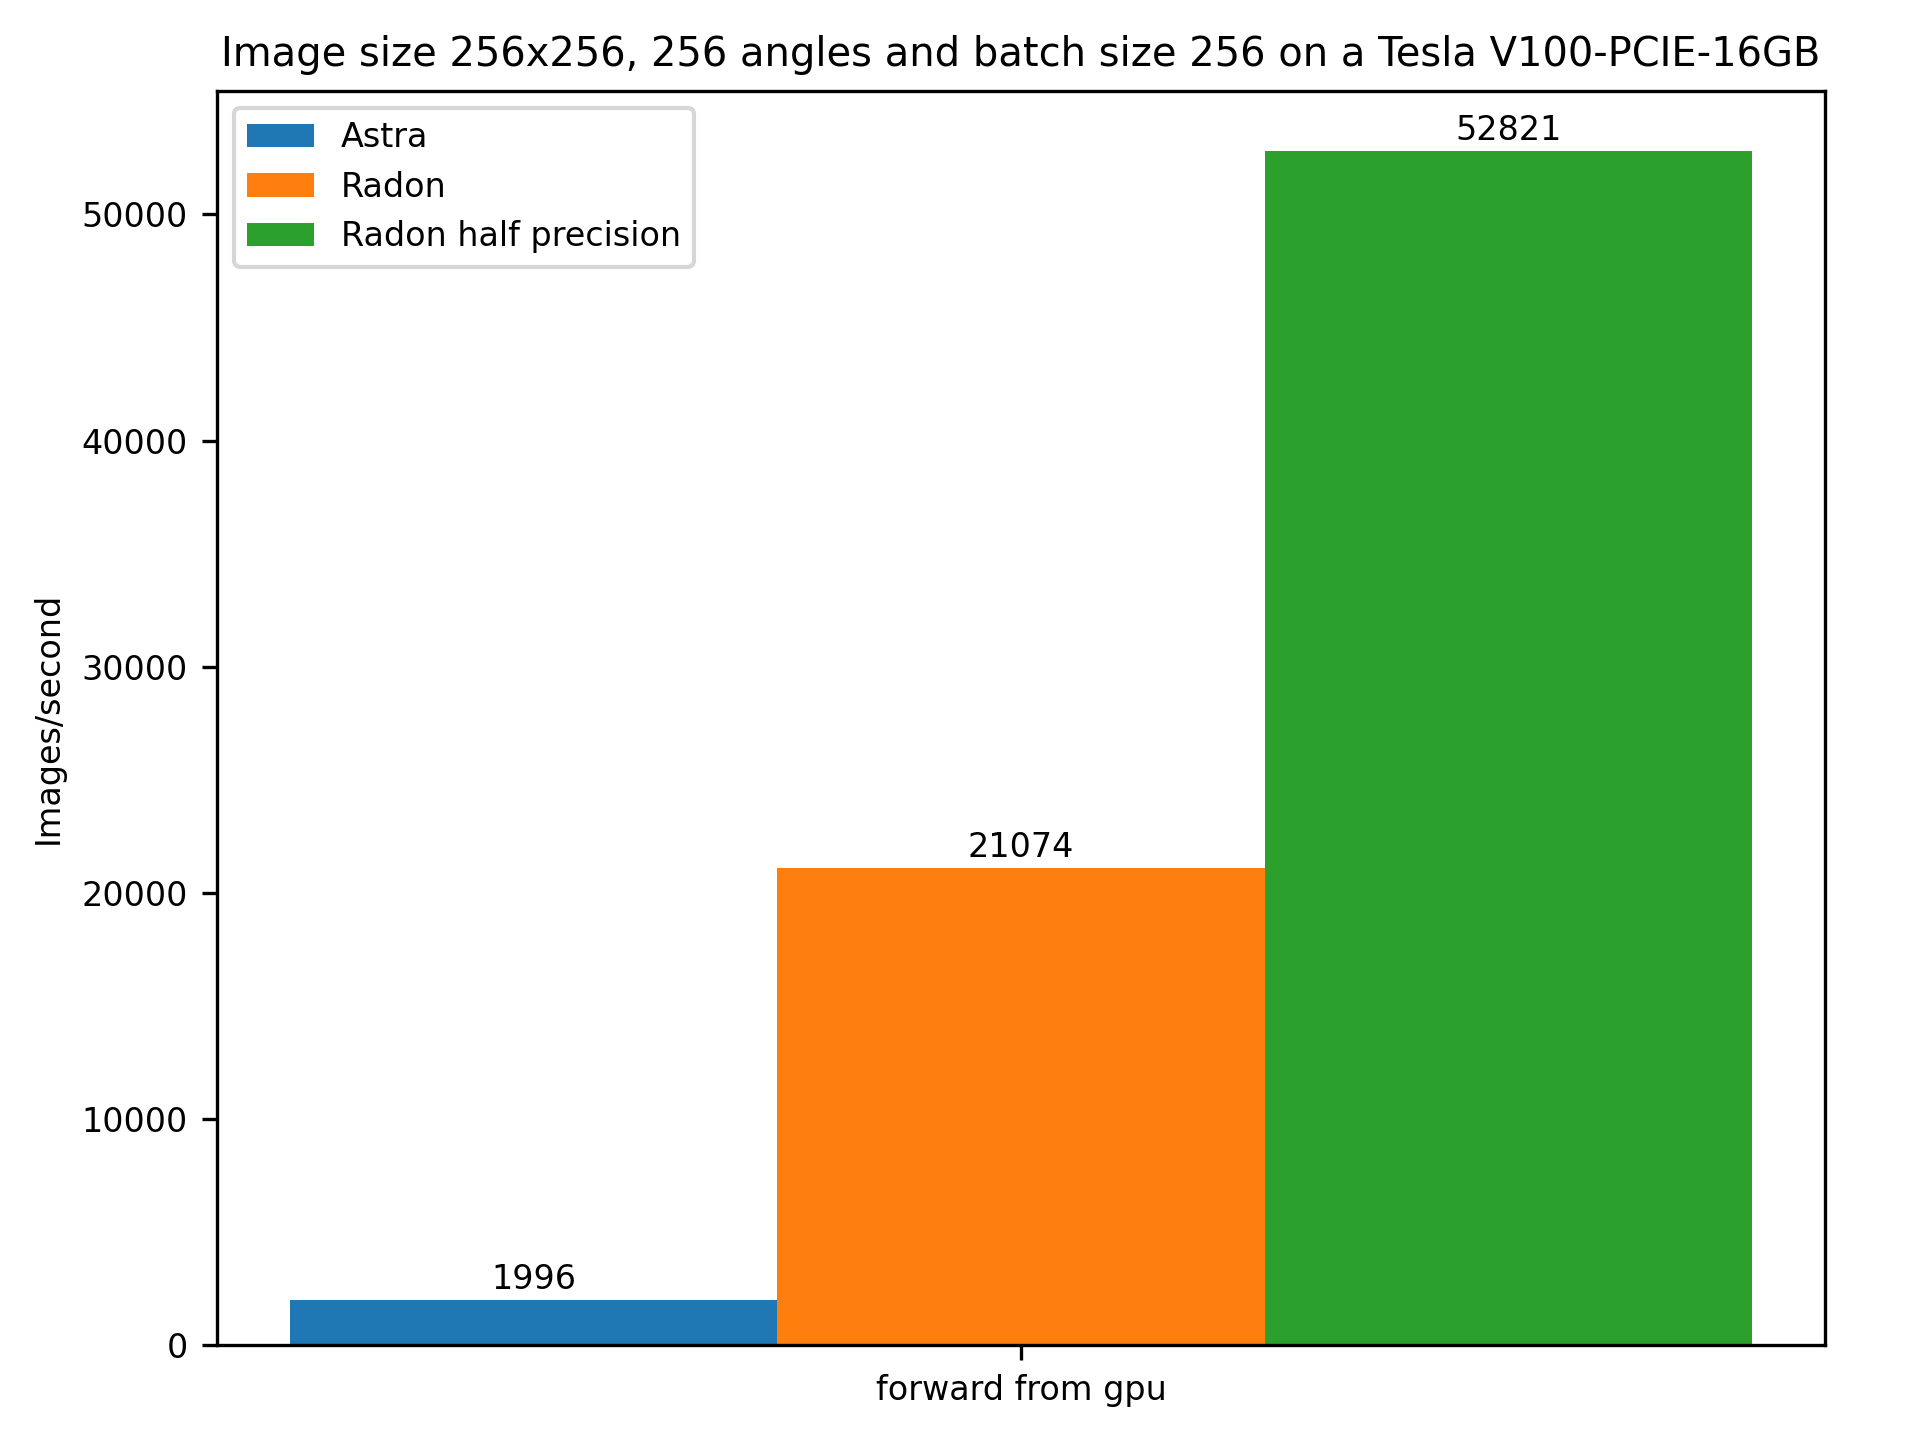 Image size 256x256, 256 angles and batch size 256 on a Tesla V100-PCIE-16GB
Astra
Radon
Radon half precision
52821
21074
1996
50000
40000
30000
20000
10000
0
Images/second
forward from gpu